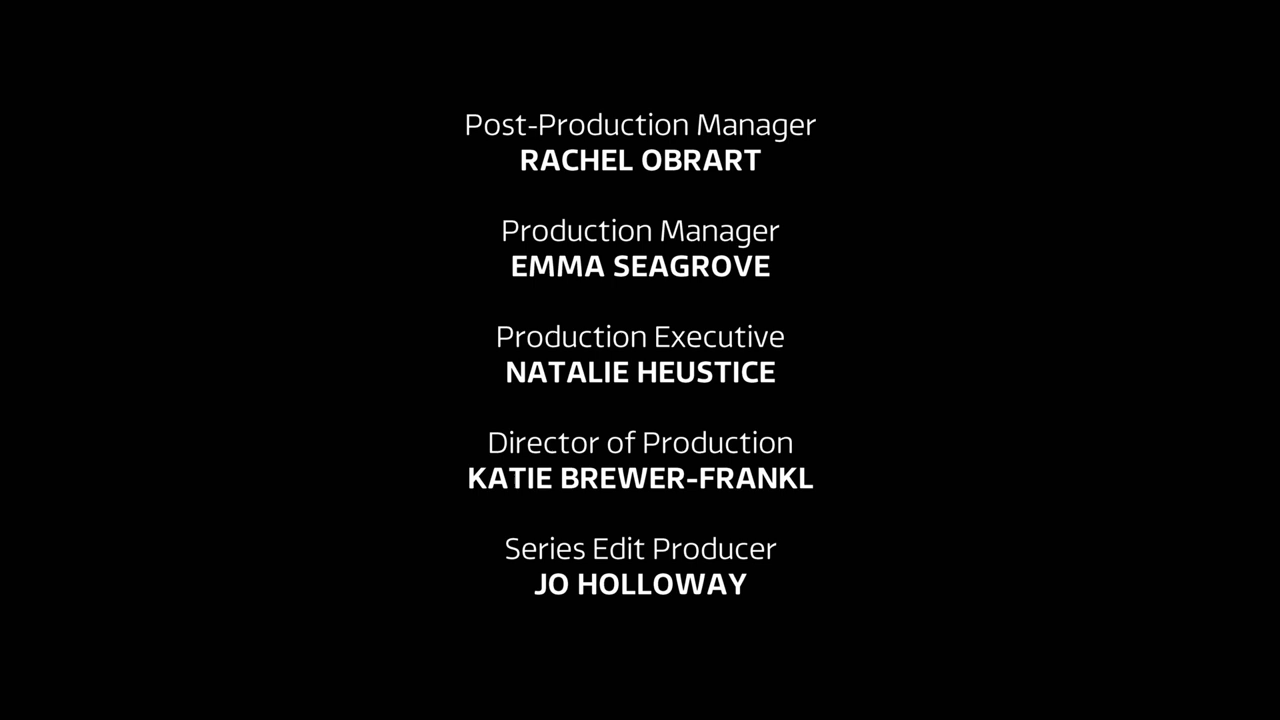 Post-Production Manager
RACHEL OBRART
Production Manager
EMMA SEAGROVE
Production Executive
NATALIE HEUSTICE
Director of Production
KATIE BREWER-FRANKL
Series Edit Producer
JO HOLLOWAY